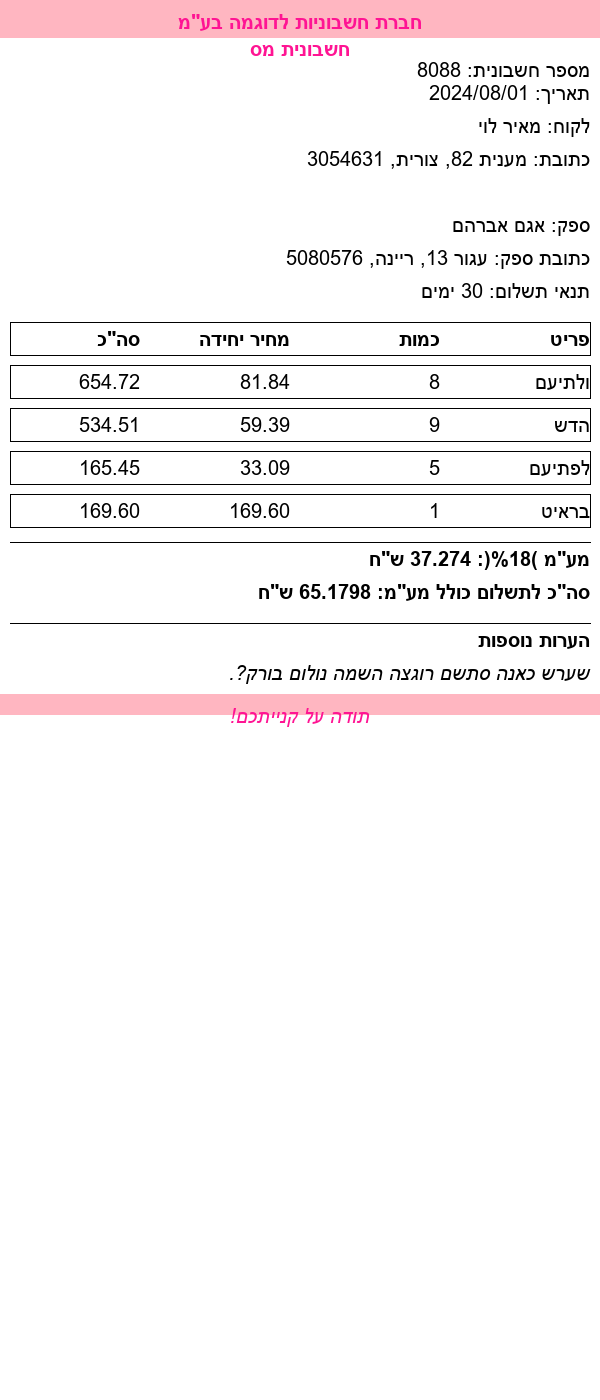 חברת חשבוניות לדוגמה בע"מ
חשבונית מס
מספר חשבונית: 8088
תאריך: 2024/08/01
לקוח: מאיר לוי
כתובת: מענית 82, צורית, 3054631
ספק: אגם אברהם
כתובת ספק: עגור 13, ריינה, 5080576
תנאי תשלום: 30 ימים
פריט כמות מחיר יחידה סה"כ
ולתיעם 8 81.84 654.72
הדש 9 59.39 534.51
לפתיעם 5 33.09 165.45
בראיט 1 169.60 169.60
מע"מ )18%(: 37.274 ש"ח
סה"כ לתשלום כולל מע"מ: 65.1798 ש"ח
הערות נוספות
שערש כאנה סתשם רוגצה השמה נולום בורק?.
תודה על קנייתכם!